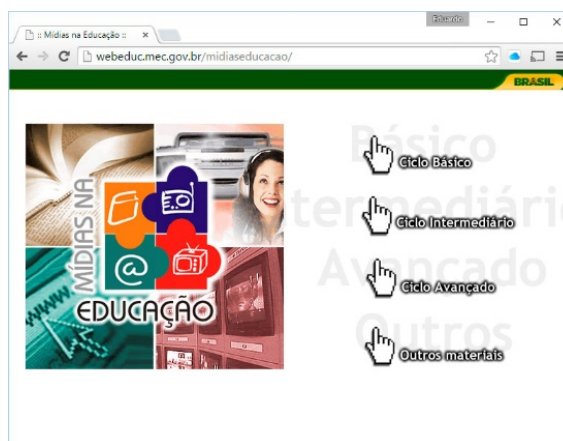 Eduardo
:: Mídias na Educação ::
webeduc.mec.gov.br/midiaseducacao/
BRASIL
MÍDIAS NA
EDUCAÇÃO
@
WWW
Básico
Ciclo Básico
Intermediário
Ciclo Intermediário
Avançado
Ciclo Avançado
Outros
Outros materiais